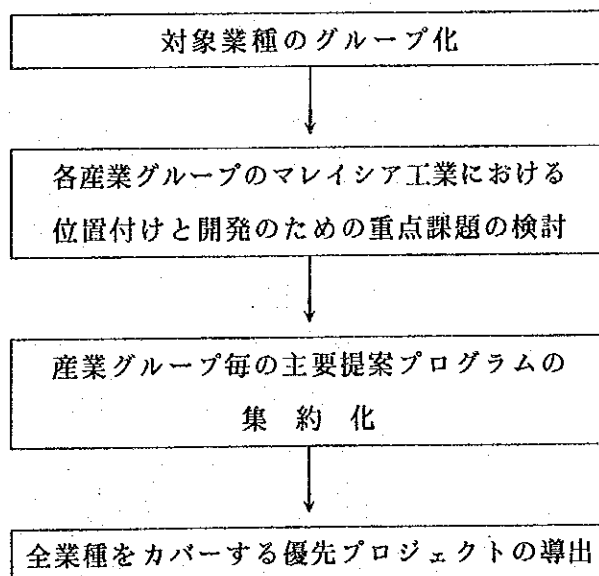 対象業種のグループ化
各産業グループのマレイシア工業における
位置付けと開発のための重点課題の検討
産業グループ毎の主要提案プログラムの
集約化
全業種をカバーする優先プロジェクトの導出